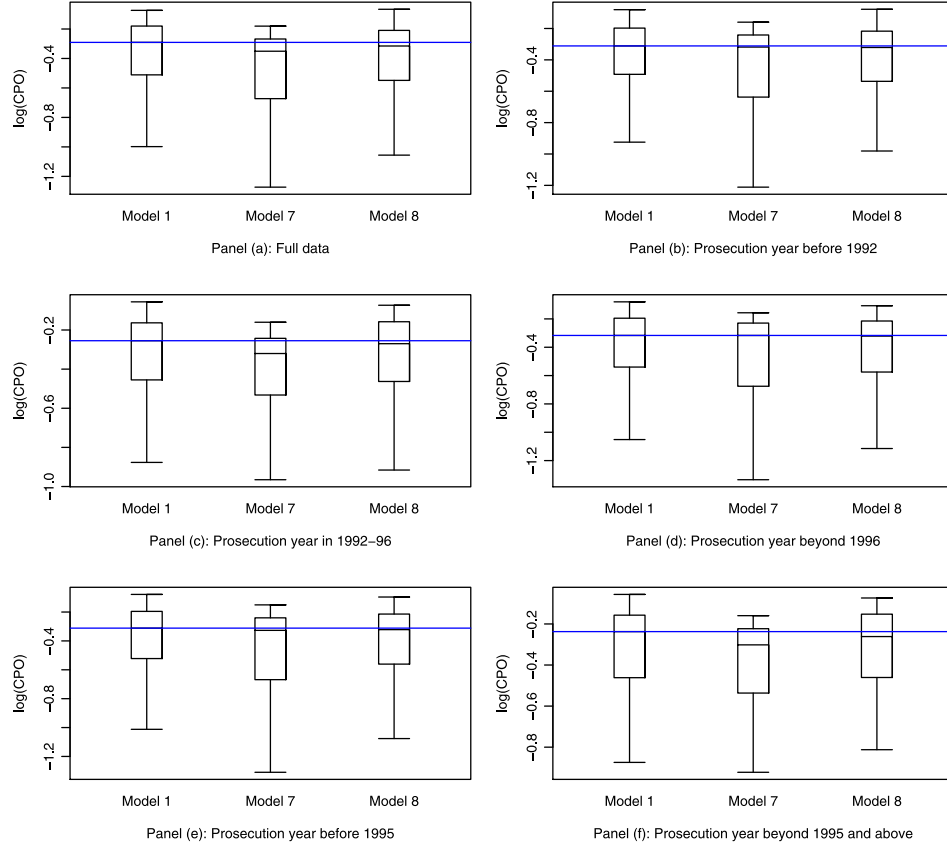 log(CPO)
−0.4
−0.8
−1.2
Model 1 Model 7 Model 8
Panel (a): Full data
log(CPO)
−0.4
−0.8
−1.2
Model 1 Model 7 Model 8
Panel (b): Prosecution year before 1992
log(CPO)
−0.2
−0.6
−1.0
Model 1 Model 7 Model 8
Panel (c): Prosecution year in 1992−96
log(CPO)
−0.4
−0.8
−1.2
Model 1 Model 7 Model 8
Panel (d): Prosecution year beyond 1996
log(CPO)
−0.4
−0.8
−1.2
Model 1 Model 7 Model 8
Panel (e): Prosecution year before 1995
log(CPO)
−0.2
−0.4
−0.6
−0.8
Model 1 Model 7 Model 8
Panel (f): Prosecution year beyond 1995 and above